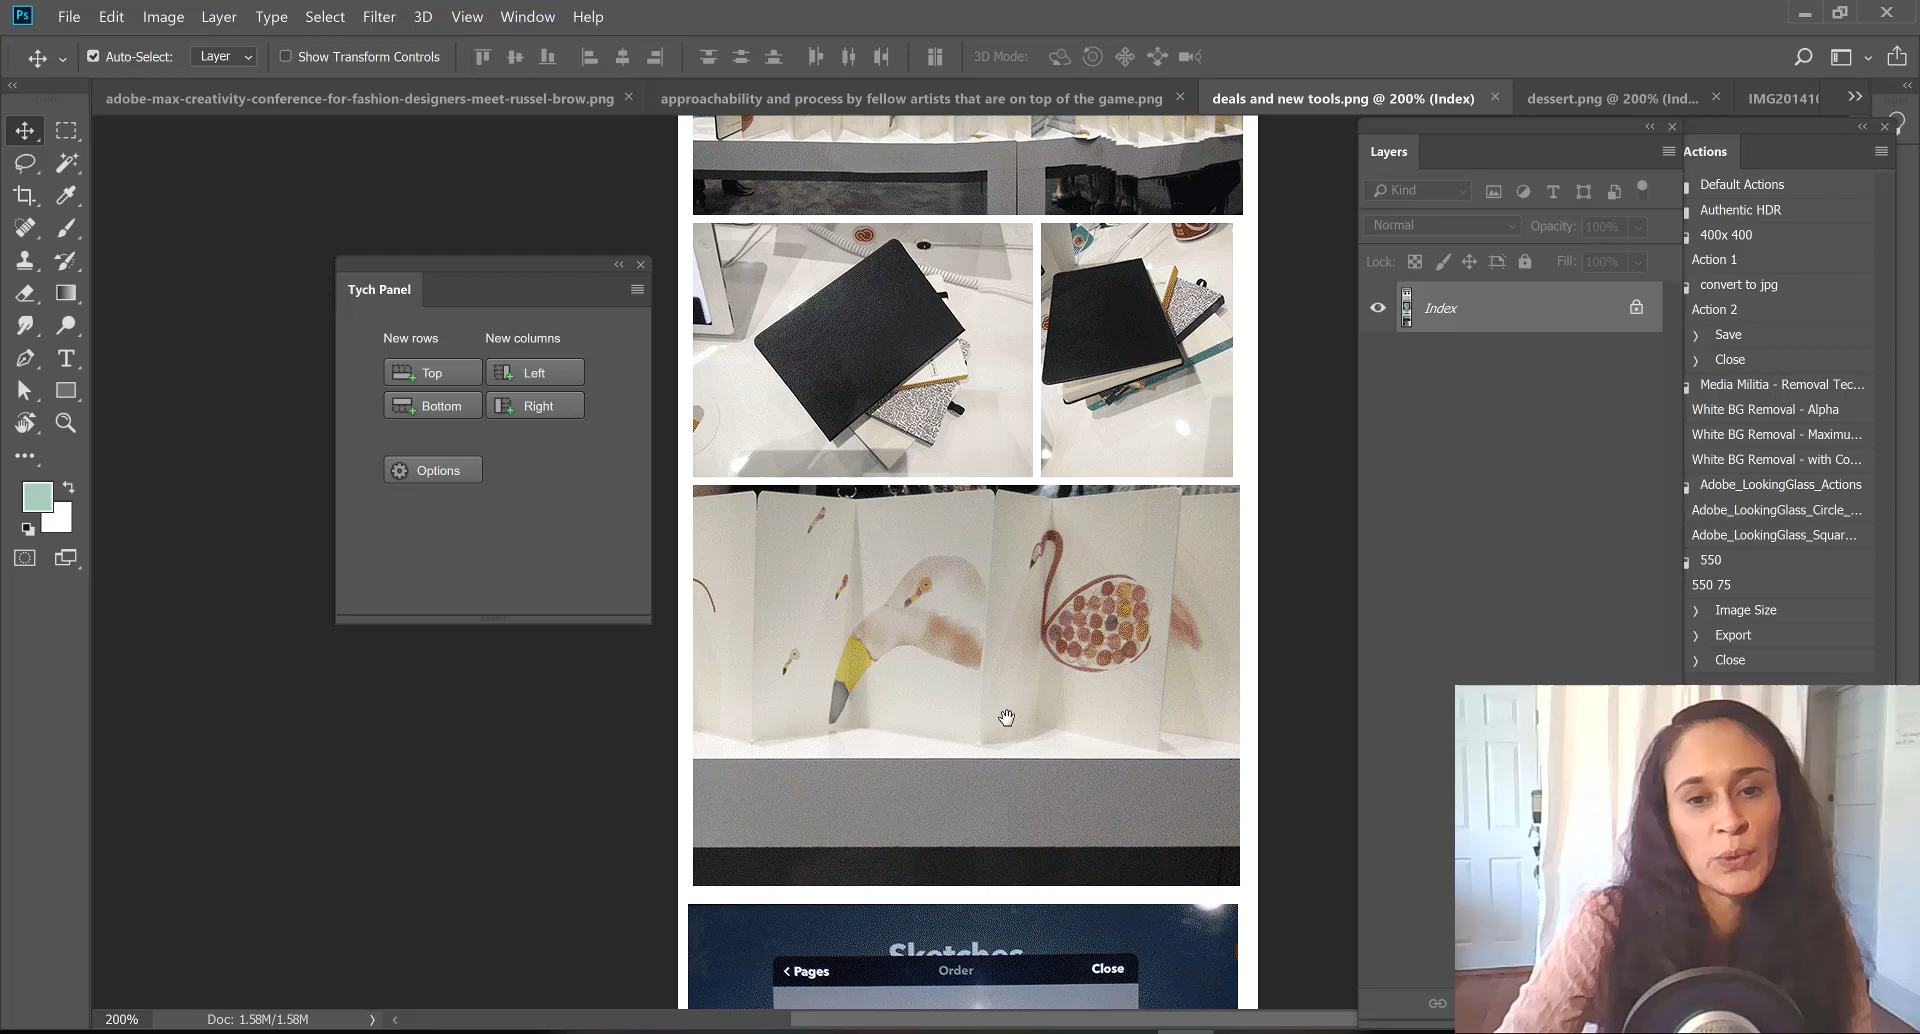 Ps File Edit Image Layer Type Select Filter 3D View Window Help
Auto-Select: Layer Show Transform Controls 3D Mode:
adobe-max-creativity-conference-for-fashion-designers-meet-russel-brow.png × approachability and process by fellow artists that are on top of the game.png × deals and new tools.png @ 200% (Index) × dessert.png @ 200% (Ind... ×
Tych Panel
New rows New columns
Top Left
Bottom Right
Options
Layers
Kind
Normal Opacity: 100%
Lock: Fill: 100%
Index
Actions
Default Actions
Authentic HDR
400x 400
Action 1
convert to jpg
Action 2
Save
Close
Media Militia - Removal Tec...
White BG Removal - Alpha
White BG Removal - Maximu...
White BG Removal - with Co...
Adobe_LookingGlass_Actions
Adobe_LookingGlass_Circle_...
Adobe_LookingGlass_Squar...
550
550 75
Image Size
Export
Close
Sketches
Pages Order Close
200% Doc: 1.58M/1.58M